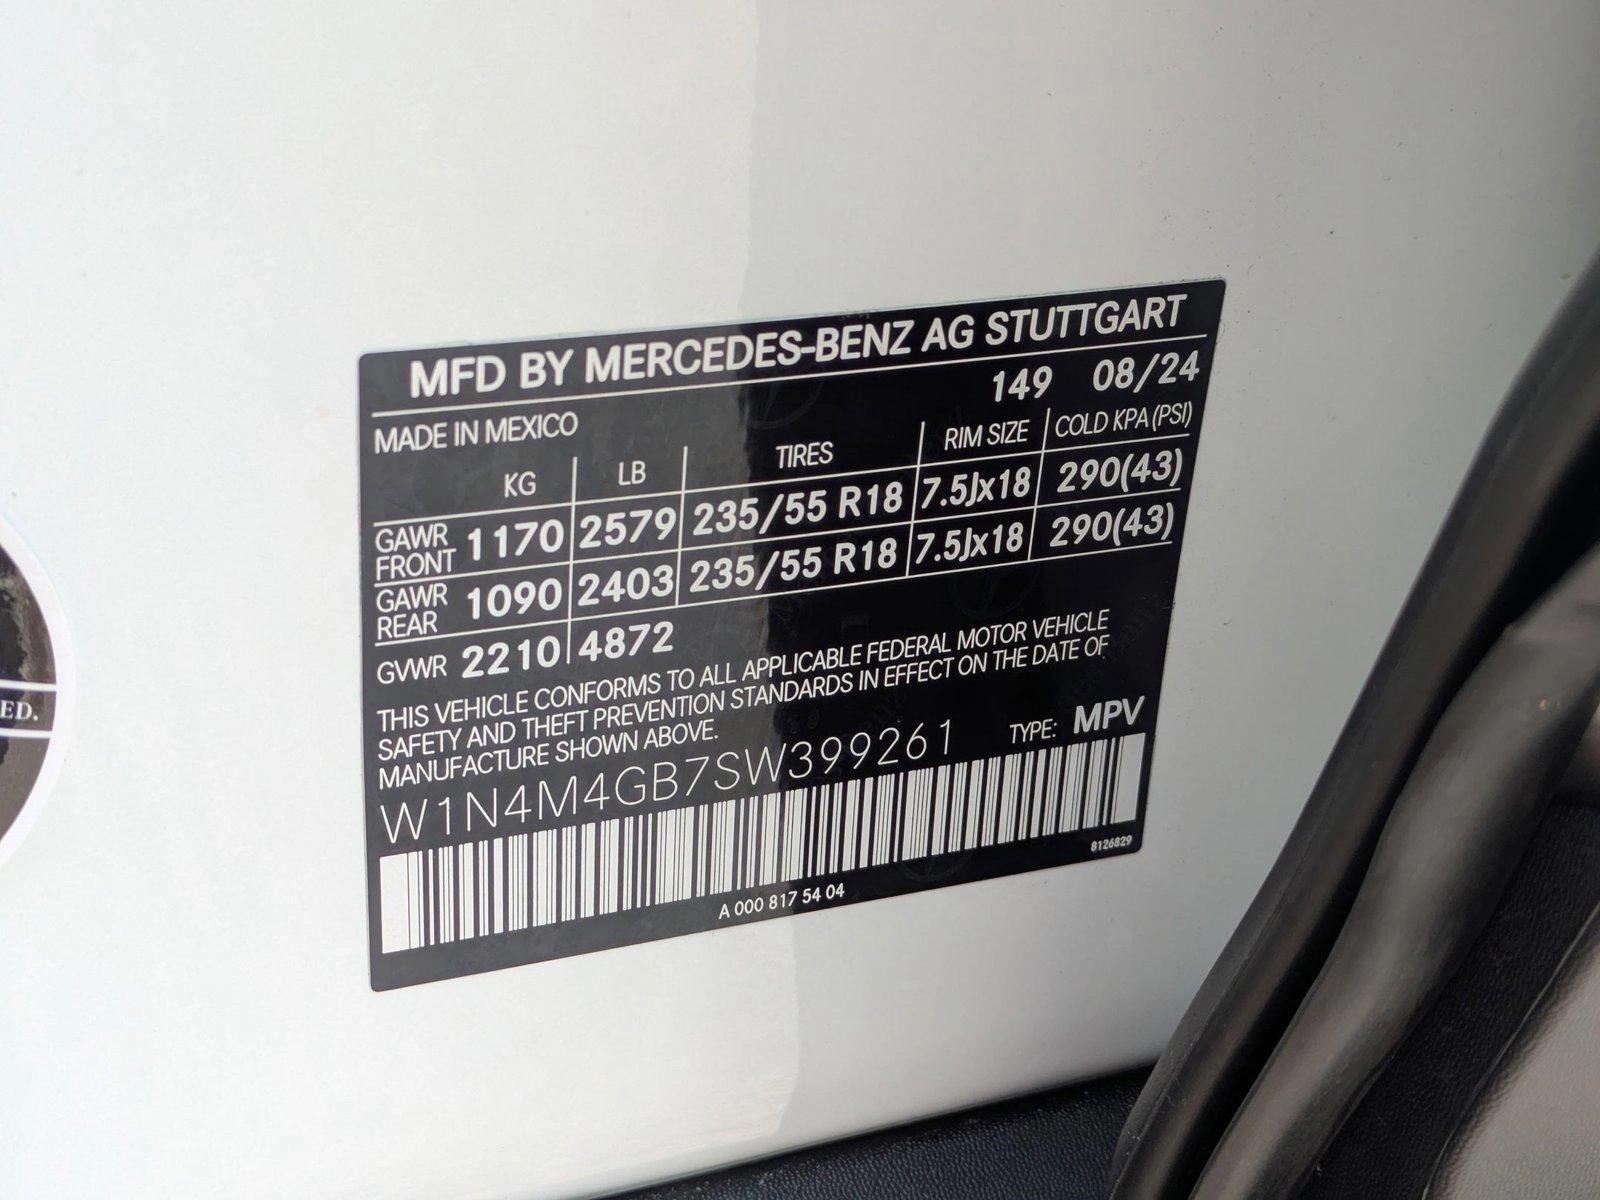 MFD BY MERCEDES-BENZ AG STUTTGART
149 08/24
MADE IN MEXICO
KG LB TIRES RIM SIZE COLD KPA (PSI)
GAWR FRONT 1170 2579 235/55 R18 7.5Jx18 290(43)
GAWR REAR 1090 2403 235/55 R18 7.5Jx18 290(43)
GVWR 2210 4872
THIS VEHICLE CONFORMS TO ALL APPLICABLE FEDERAL MOTOR VEHICLE
SAFETY AND THEFT PREVENTION STANDARDS IN EFFECT ON THE DATE OF
MANUFACTURE SHOWN ABOVE.
W1N4M4GB7SW399261 TYPE: MPV
8126829
A 000 817 54 04
ED.